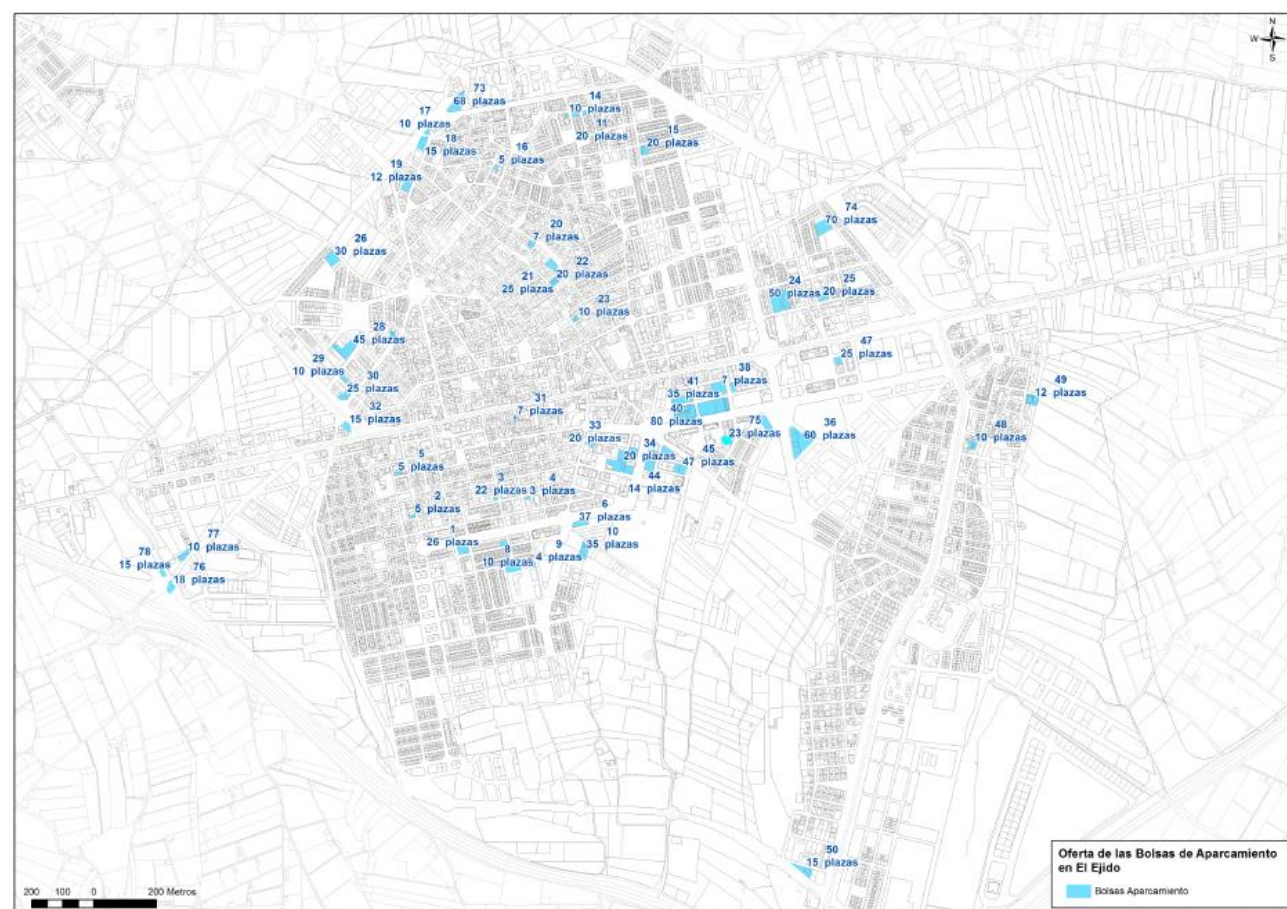 N
W E
S
73
68 plazas
14
10 plazas
17
10 plazas
11
20 plazas
18
15 plazas
15
20 plazas
16
5 plazas
19
12 plazas
74
70 plazas
20
7 plazas
26
30 plazas
22
20 plazas
21
25 plazas
24
50 plazas
25
20 plazas
23
10 plazas
28
45 plazas
47
25 plazas
29
10 plazas
38
7 plazas
30
25 plazas
41
35 plazas
49
12 plazas
31
7 plazas
32
15 plazas
40
80 plazas
75
23 plazas
36
60 plazas
33
20 plazas
48
10 plazas
34
20 plazas
45
47 plazas
5
5 plazas
44
14 plazas
3
22 plazas
4
3 plazas
2
5 plazas
6
37 plazas
1
26 plazas
10
35 plazas
77
10 plazas
9
4 plazas
8
10 plazas
78
15 plazas
76
18 plazas
50
15 plazas
Oferta de las Bolsas de Aparcamiento
en El Ejido
Bolsas Aparcamiento
200 100 0 200 Metros